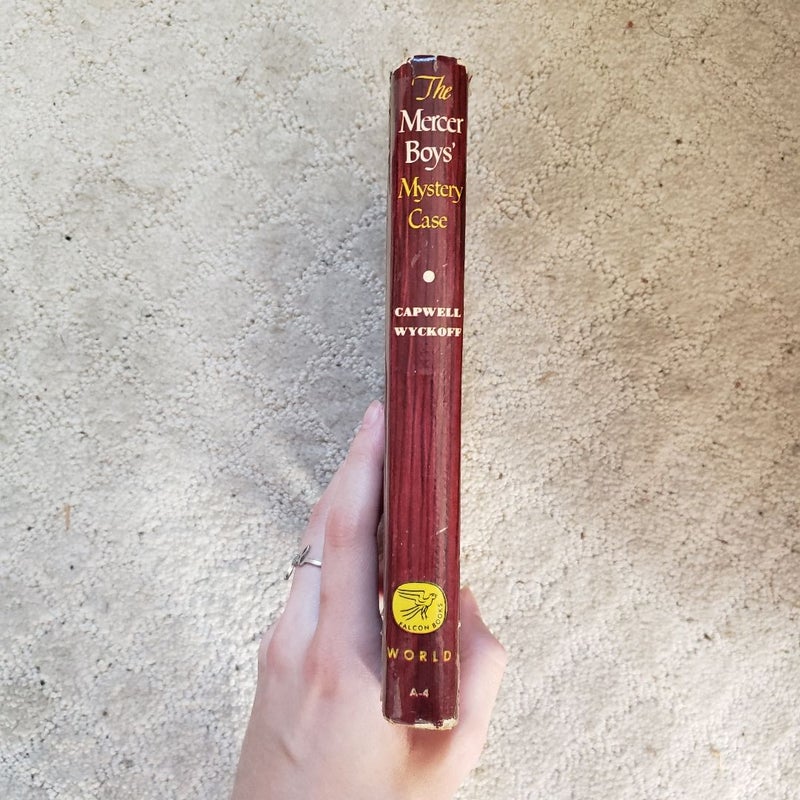 The
Mercer
Boys'
Mystery
Case
CAPWELL
WYCKOFF
FALCON BOOKS
WORLD
A-4